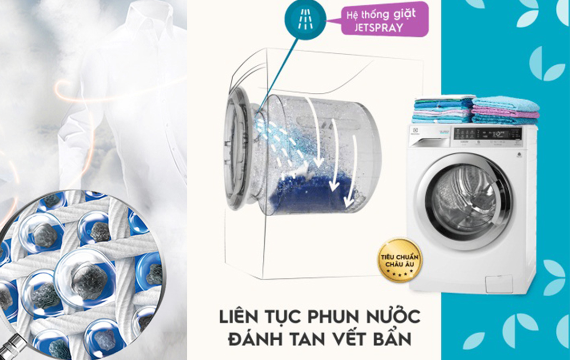 Hệ thống giặt
JETSPRAY
TIÊU CHUẨN
CHÂU ÂU
LIÊN TỤC PHUN NƯỚC
ĐÁNH TAN VẾT BẨN